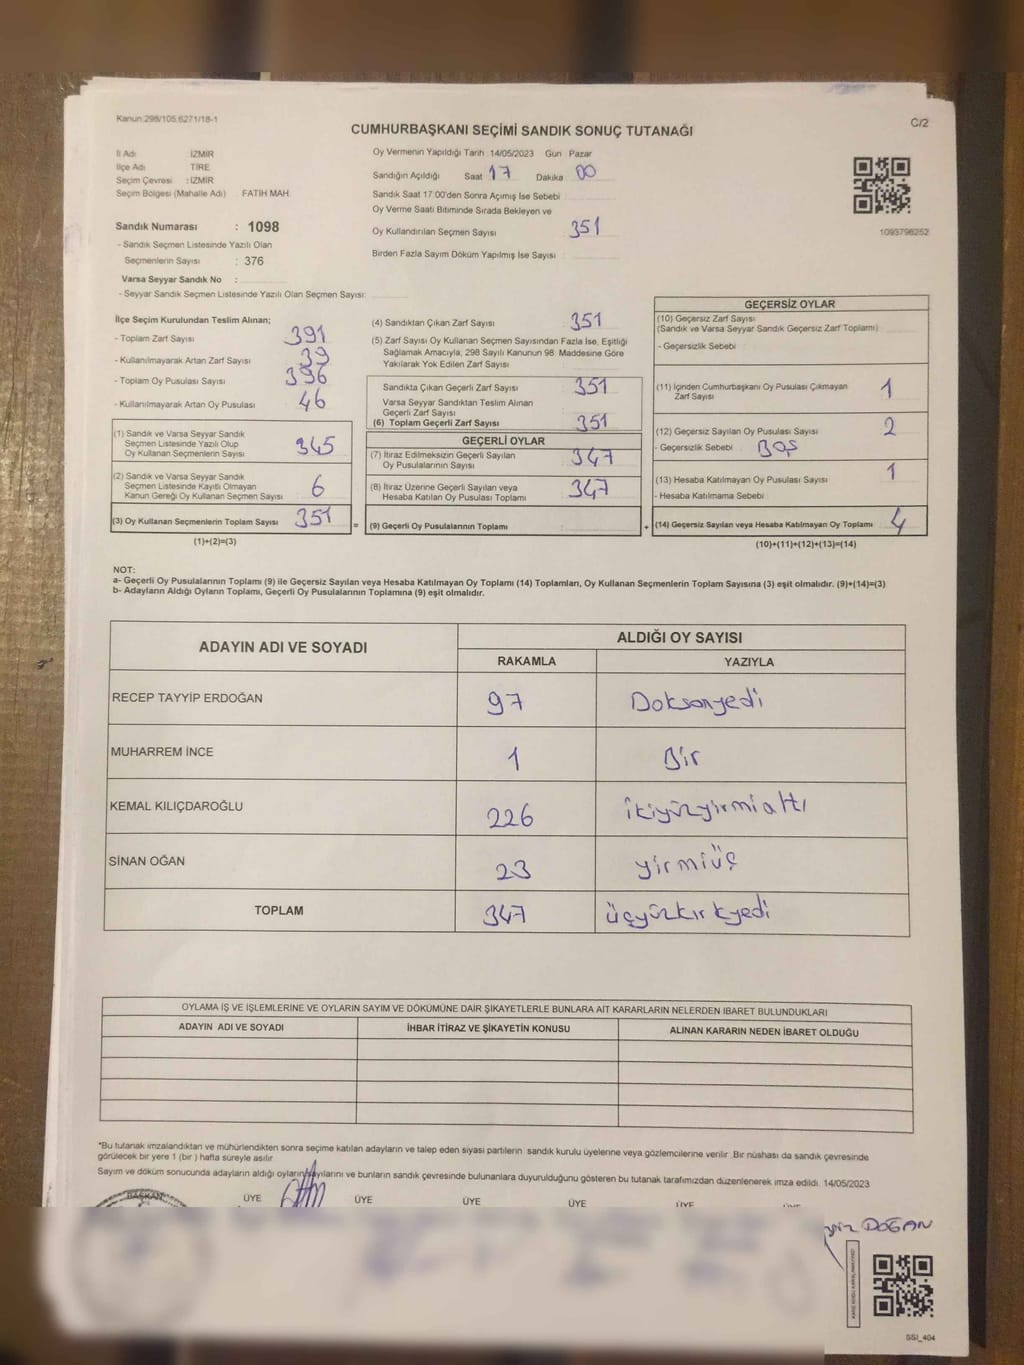 Kanun:298/105,6271/18-1
C/2
CUMHURBAŞKANI SEÇİMİ SANDIK SONUÇ TUTANAĞI
İl Adı : İZMİR
İlçe Adı : TİRE
Seçim Çevresi : İZMİR
Seçim Bölgesi (Mahalle Adı) FATİH MAH.
Oy Vermenin Yapıldığı Tarih :14/05/2023 Gün Pazar
Sandığın Açıldığı Saat 17 Dakika 00
Sandık Saat 17:00'den Sonra Açımış İse Sebebi
Oy Verme Saati Bitiminde Sırada Bekleyen ve
Oy Kullandırılan Seçmen Sayısı 351
Birden Fazla Sayım Döküm Yapılmış İse Sayısı :
1093796252
Sandık Numarası : 1098
- Sandık Seçmen Listesinde Yazılı Olan
Seçmenlerin Sayısı : 376
Varsa Seyyar Sandık No :
- Seyyar Sandık Seçmen Listesinde Yazılı Olan Seçmen Sayısı:
İlçe Seçim Kurulundan Teslim Alınan;
- Toplam Zarf Sayısı 391
- Kullanılmayarak Artan Zarf Sayısı 39
- Toplam Oy Pusulası Sayısı 396
- Kullanılmayarak Artan Oy Pusulası 46
(1) Sandık ve Varsa Seyyar Sandık
Seçmen Listesinde Yazılı Olup
Oy Kullanan Seçmenlerin Sayısı 345
(2) Sandık ve Varsa Seyyar Sandık
Seçmen Listesinde Kayıtlı Olmayan
Kanun Gereği Oy Kullanan Seçmen Sayısı 6
(3) Oy Kullanan Seçmenlerin Toplam Sayısı 351 =
(1)+(2)=(3)
(4) Sandıktan Çıkan Zarf Sayısı 351
(5) Zarf Sayısı Oy Kullanan Seçmen Sayısından Fazla İse, Eşitliği
Sağlamak Amacıyla, 298 Sayılı Kanunun 98. Maddesine Göre
Yakılarak Yok Edilen Zarf Sayısı
Sandıkta Çıkan Geçerli Zarf Sayısı 351
Varsa Seyyar Sandıktan Teslim Alınan
Geçerli Zarf Sayısı
(6) Toplam Geçerli Zarf Sayısı 351
GEÇERLİ OYLAR
(7) İtiraz Edilmeksizin Geçerli Sayılan
Oy Pusulasının Sayısı 347
(8) İtiraz Üzerine Geçerli Sayılan veya
Hesaba Katılan Oy Pusulası Toplamı 347
(9) Geçerli Oy Pusulalarının Toplamı +
GEÇERSİZ OYLAR
(10) Geçersiz Zarf Sayısı
(Sandık ve Varsa Seyyar Sandık Geçersiz Zarf Toplamı)
- Geçersizlik Sebebi
(11) İçinden Cumhurbaşkanı Oy Pusulası Çıkmayan
Zarf Sayısı 1
(12) Geçersiz Sayılan Oy Pusulası Sayısı 2
- Geçersizlik Sebebi BOŞ
(13) Hesaba Katılmayan Oy Pusulası Sayısı 1
- Hesaba Katılmama Sebebi
(14) Geçersiz Sayılan veya Hesaba Katılmayan Oy Toplamı 4
(10)+(11)+(12)+(13)=(14)
NOT:
a- Geçerli Oy Pusulalarının Toplamı (9) ile Geçersiz Sayılan veya Hesaba Katılmayan Oy Toplamı (14) Toplamları, Oy Kullanan Seçmenlerin Toplam Sayısına (3) eşit olmalıdır. (9)+(14)=(3)
b- Adayların Aldığı Oyların Toplamı, Geçerli Oy Pusulalarının Toplamına (9) eşit olmalıdır.
ADAYIN ADI VE SOYADI
ALDIĞI OY SAYISI
RAKAMLA YAZIYLA
RECEP TAYYİP ERDOĞAN 97 Doksanyedi
MUHARREM İNCE 1 Bir
KEMAL KILIÇDAROĞLU 226 ikiyüzyirmialtı
SİNAN OĞAN 23 yirmiüç
TOPLAM 347 üçyüzkırkyedi
OYLAMA İŞ VE İŞLEMLERİNE VE OYLARIN SAYIM VE DÖKÜMÜNE DAİR ŞİKAYETLERLE BUNLARA AİT KARARLARIN NELERDEN İBARET BULUNDUKLARI
ADAYIN ADI VE SOYADI İHBAR İTİRAZ VE ŞİKAYETİN KONUSU ALINAN KARARIN NEDEN İBARET OLDUĞU
*Bu tutanak imzalandıktan ve mühürlendikten sonra seçime katılan adayların ve talep eden siyasi partilerin sandık kurulu üyelerine veya gözlemcilerine verilir. Bir nüshası da sandık çevresinde
görülecek bir yere 1 (bir) hafta süreyle asılır.
Sayım ve döküm sonucunda adayların aldığı oyların sayılarını ve bunların sandık çevresinde bulunanlara duyurulduğunu gösteren bu tutanak tarafımızdan düzenlenerek imza edildi. 14/05/2023
BAŞKAN ÜYE ÜYE ÜYE ÜYE ÜYE ÜYE
DOĞAN
SSI_404